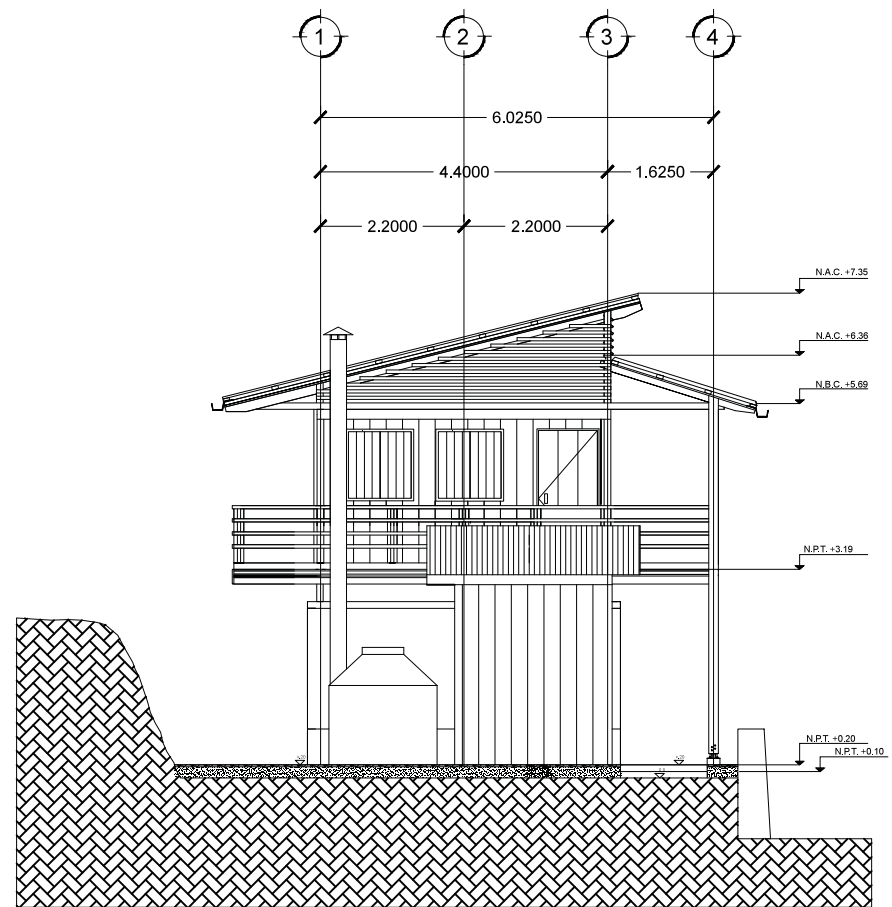 1 2 3 4
6.0250
4.4000 1.6250
2.2000 2.2000
N.A.C. +7.35
N.A.C. +6.36
N.B.C. +5.69
N.P.T. +3.19
N.P.T. +0.20
N.P.T. +0.10